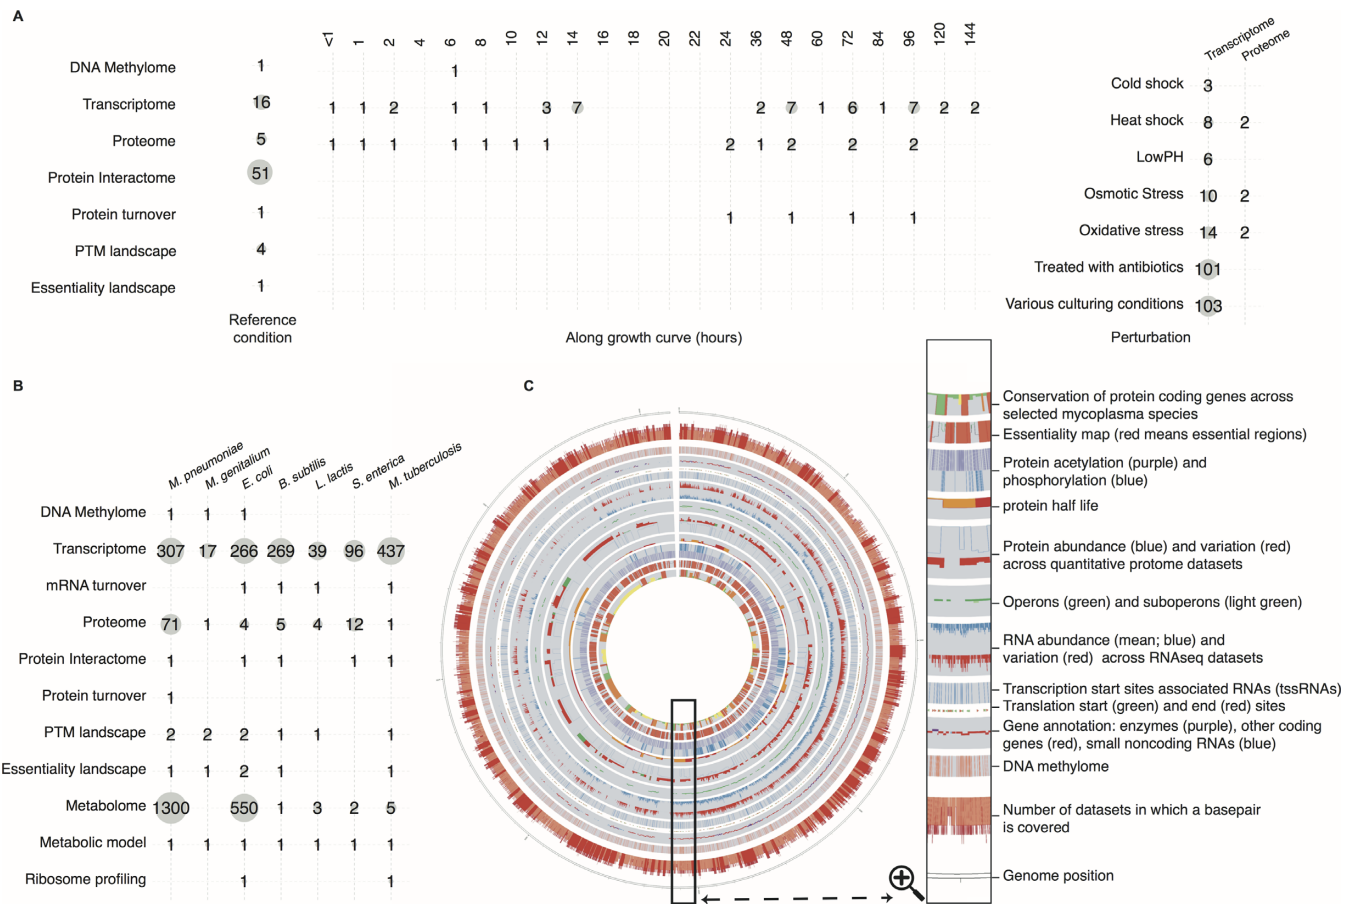 A
<1 1 2 4 6 8 10 12 14 16 18 20 22 24 36 48 60 72 84 96 120 144
Transcriptome
Proteome
DNA Methylome 1 1
Transcriptome 16 1 1 2 1 1 3 7 2 7 1 6 1 7 2 2
Proteome 5 1 1 1 1 1 1 1 2 1 2 2 2
Protein Interactome 51
Protein turnover 1 1 1 1 1
PTM landscape 4
Essentiality landscape 1
Reference
condition
Along growth curve (hours)
Cold shock 3
Heat shock 8 2
LowPH 6
Osmotic Stress 10 2
Oxidative stress 14 2
Treated with antibiotics 101
Various culturing conditions 103
Perturbation
B
M. pneumoniae
M. genitalium
E. coli
B. subtilis
L. lactis
S. enterica
M. tuberculosis
DNA Methylome 1 1 1
Transcriptome 307 17 266 269 39 96 437
mRNA turnover 1 1 1 1
Proteome 71 1 4 5 4 12 1
Protein Interactome 1 1 1 1 1
Protein turnover 1
PTM landscape 2 2 2 1 1 1
Essentiality landscape 1 1 2 1 1
Metabolome 1300 550 1 3 2 5
Metabolic model 1 1 1 1 1 1 1
Ribosome profiling 1 1
C
Conservation of protein coding genes across
selected mycoplasma species
Essentiality map (red means essential regions)
Protein acetylation (purple) and
phosphorylation (blue)
protein half life
Protein abundance (blue) and variation (red)
across quantitative protome datasets
Operons (green) and suboperons (light green)
RNA abundance (mean; blue) and
variation (red) across RNAseq datasets
Transcription start sites associated RNAs (tssRNAs)
Translation start (green) and end (red) sites
Gene annotation: enzymes (purple), other coding
genes (red), small noncoding RNAs (blue)
DNA methylome
Number of datasets in which a basepair
is covered
Genome position